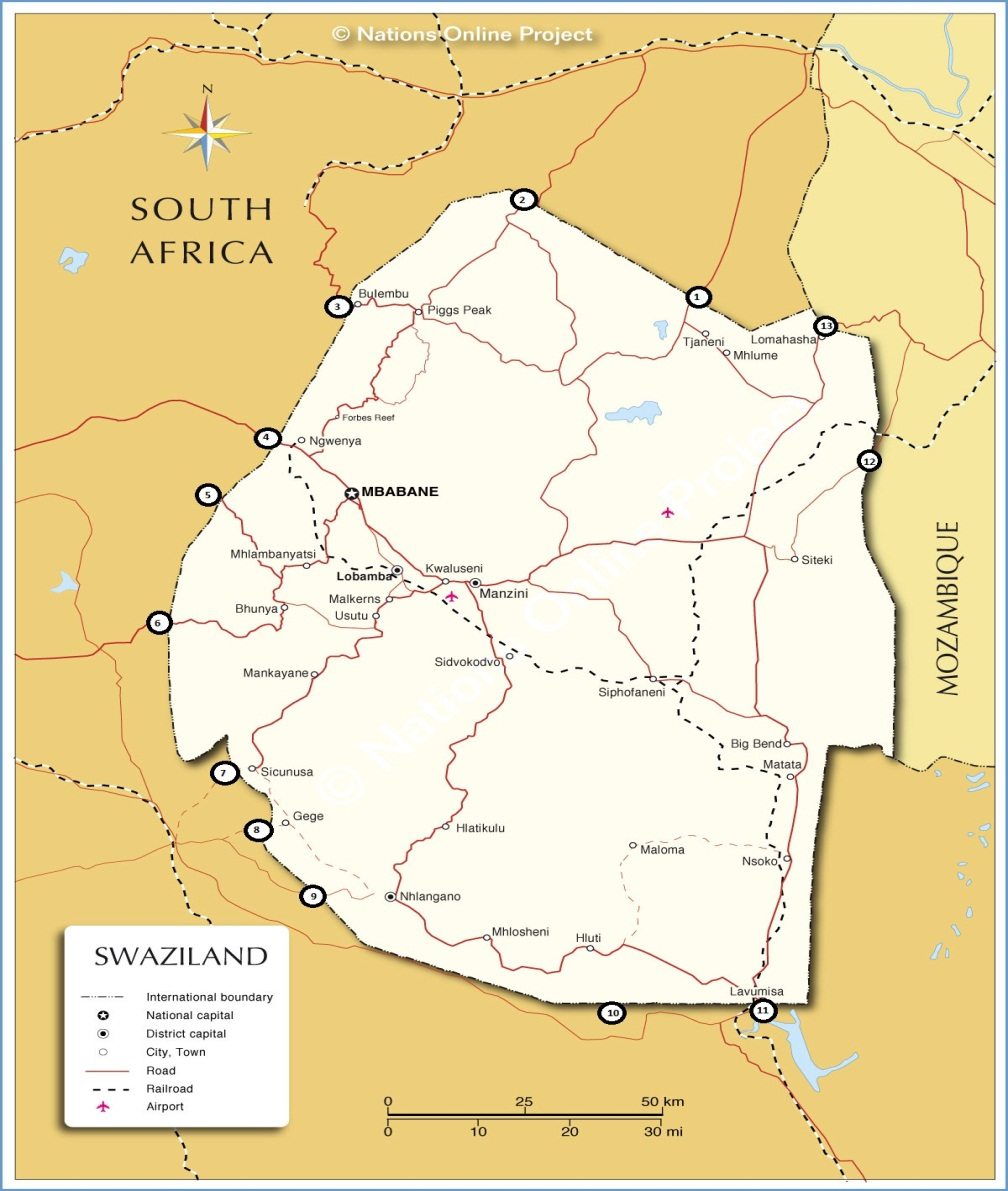 © Nations Online Project
N
SOUTH
AFRICA
2
1
Bulembu
3
Piggs Peak
13
Tjaneni
Lomahasha
Mhlume
Forbes Reef
4
Ngwenya
12
5
MBABANE
MOZAMBIQUE
© Nations Online Project
Mhlambanyatsi
Siteki
Lobamba
Kwaluseni
Manzini
Malkerns
Bhunya
Usutu
6
Sidvokodvo
Mankayane
Siphofaneni
Big Bend
Matata
7
Sicunusa
Gege
8
Hlatikulu
Maloma
Nsoko
9
Nhlangano
Mhlosheni
Hluti
Lavumisa
10
11
SWAZILAND
International boundary
National capital
District capital
City, Town
Road
Railroad
Airport
0 25 50 km
0 10 20 30 mi